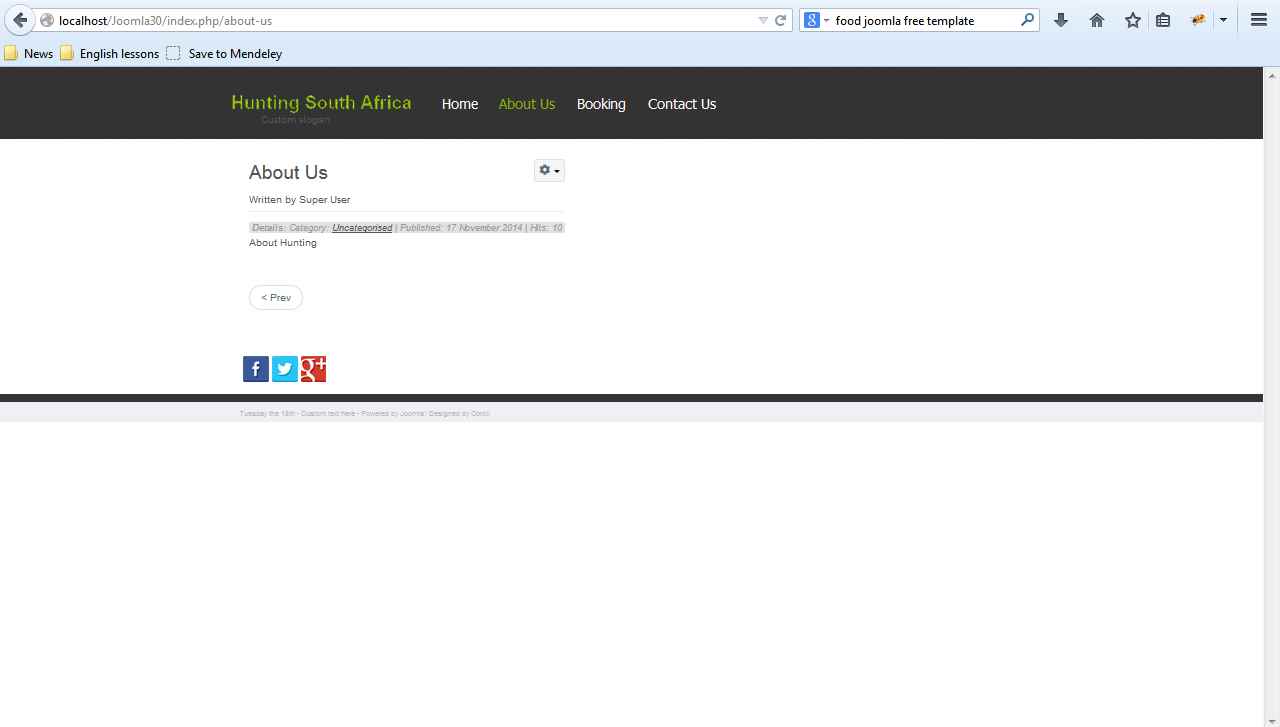 localhost/Joomla30/index.php/about-us
8 food joomla free template
News English lessons Save to Mendeley
Hunting South Africa Home About Us Booking Contact Us
Custom slogan
About Us
Written by Super User
Details: Category: Uncategorised | Published: 17 November 2014 | Hits: 10
About Hunting
< Prev
f g+
Tuesday the 18th - Custom text here - Powered by Joomla! Designed by